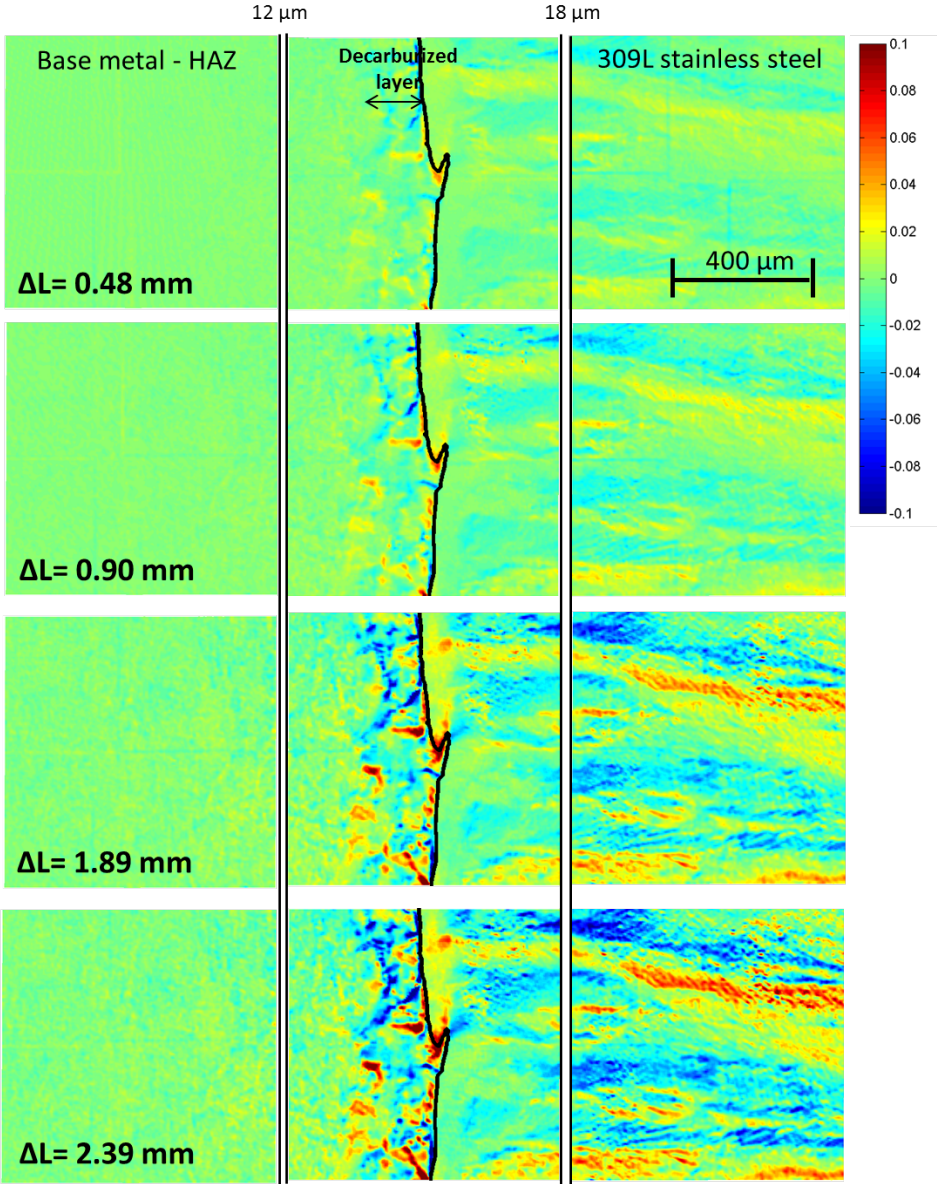 12 µm
18 µm
Base metal - HAZ
Decarburized
layer
309L stainless steel
0.1
0.08
0.06
0.04
0.02
0
-0.02
-0.04
-0.06
-0.08
-0.1
400 µm
ΔL= 0.48 mm
ΔL= 0.90 mm
ΔL= 1.89 mm
ΔL= 2.39 mm